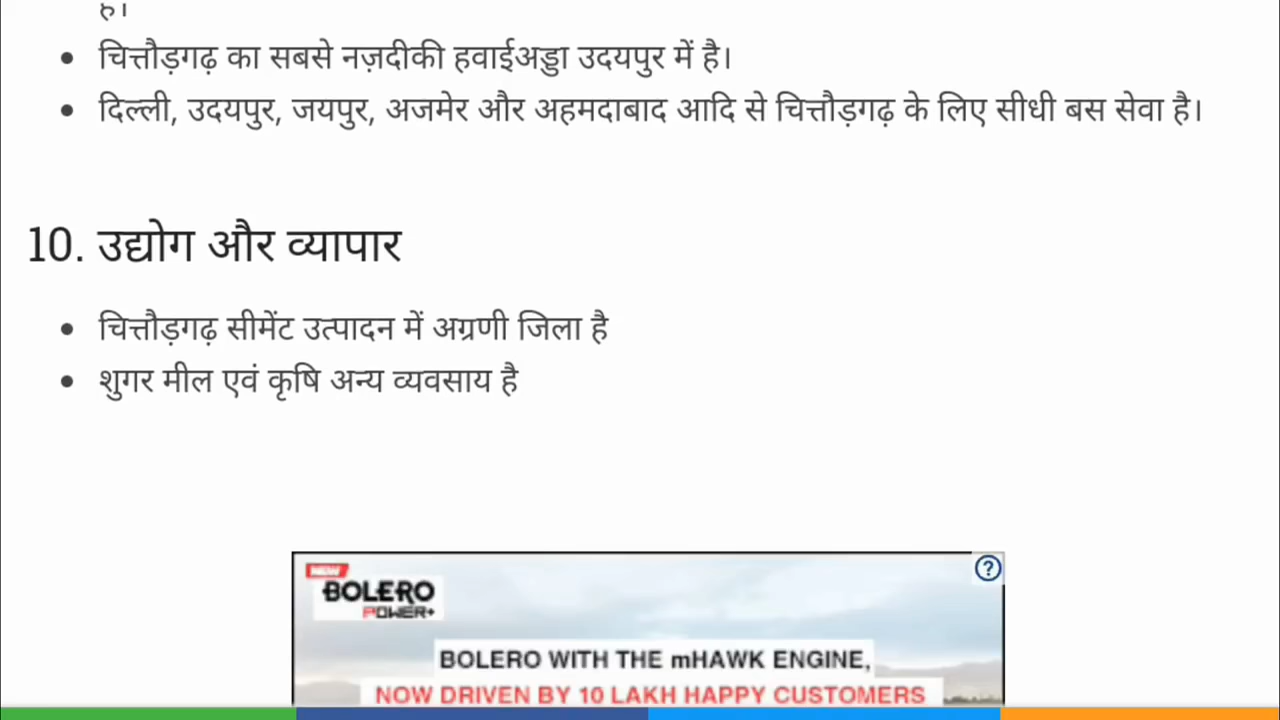 है।
• चित्तौड़गढ़ का सबसे नज़दीकी हवाईअड्डा उदयपुर में है।
• दिल्ली, उदयपुर, जयपुर, अजमेर और अहमदाबाद आदि से चित्तौड़गढ़ के लिए सीधी बस सेवा है।
10. उद्योग और व्यापार
• चित्तौड़गढ़ सीमेंट उत्पादन में अग्रणी जिला है
• शुगर मील एवं कृषि अन्य व्यवसाय है
NEW
BOLERO
POWER+
BOLERO WITH THE mHAWK ENGINE,
NOW DRIVEN BY 10 LAKH HAPPY CUSTOMERS